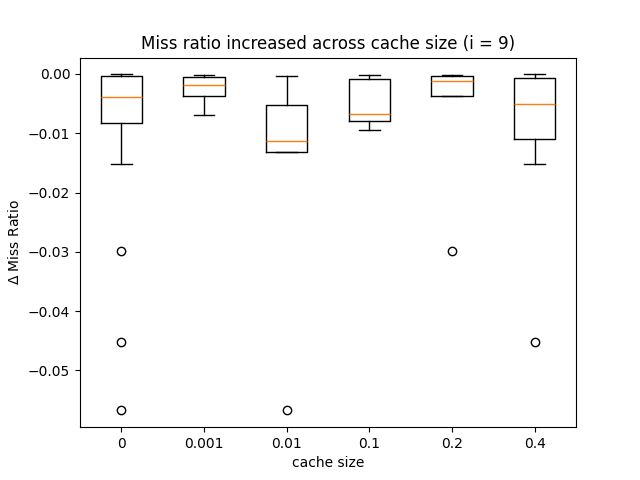 Miss ratio increased across cache size (i = 9)
0.00
−0.01
−0.02
−0.03
−0.04
−0.05
Δ Miss Ratio
0 0.001 0.01 0.1 0.2 0.4
cache size